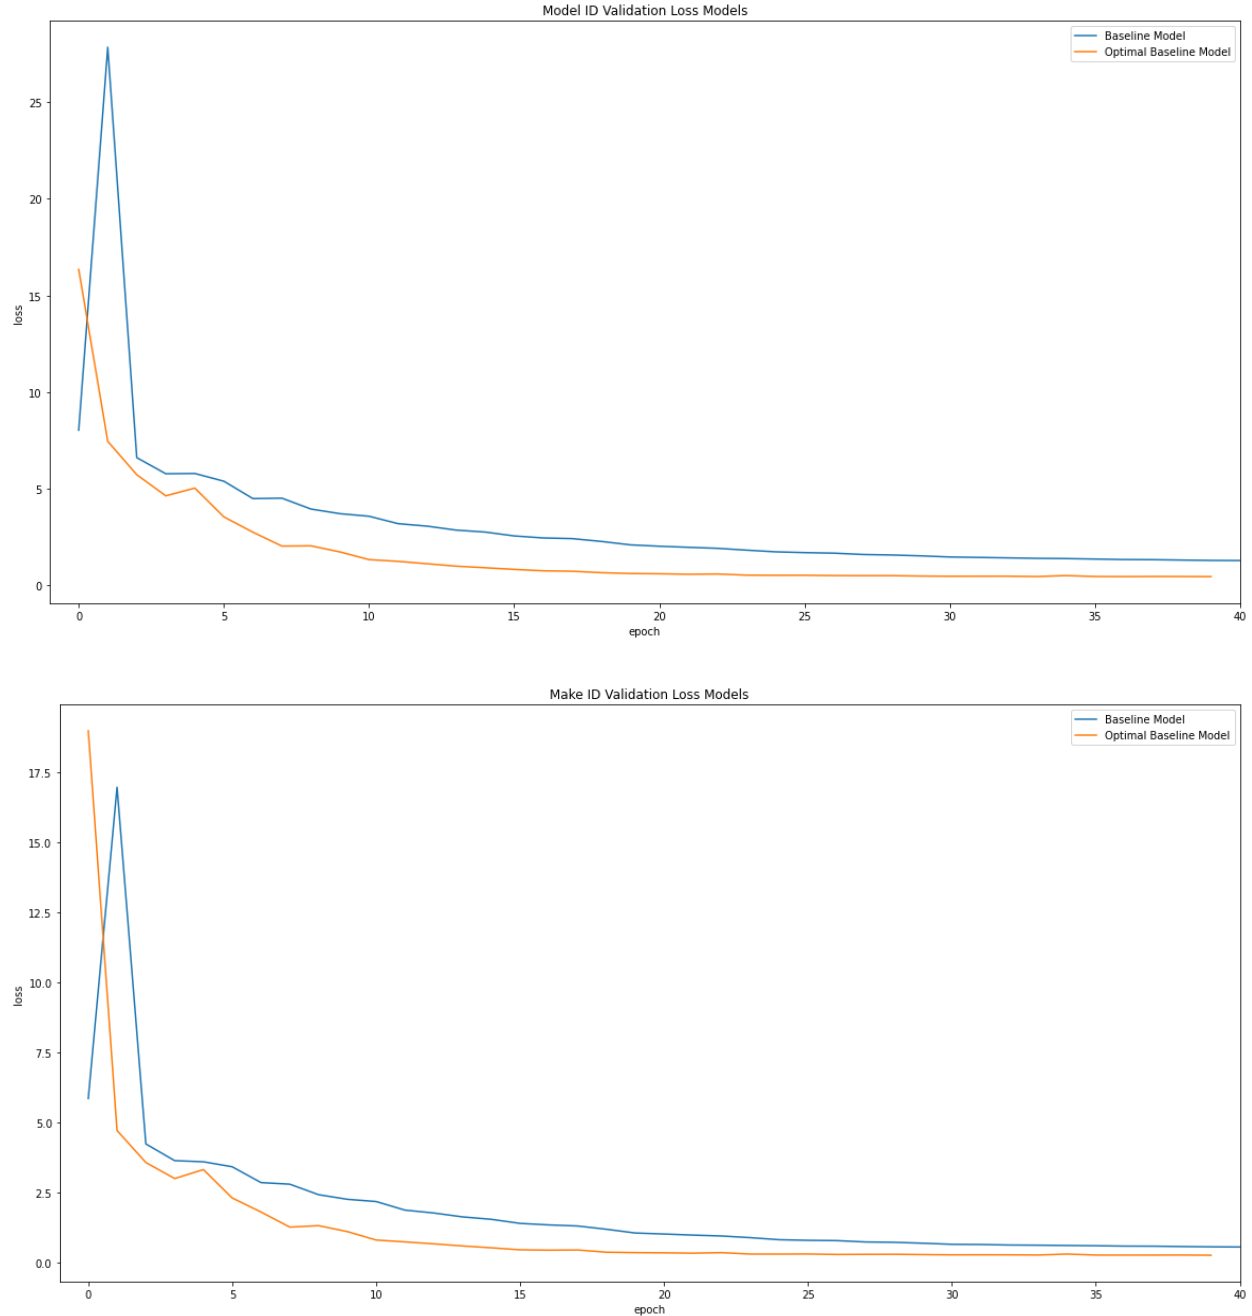 Model ID Validation Loss Models
Baseline Model
Optimal Baseline Model
25
20
15
10
5
0
loss
0 5 10 15 20 25 30 35 40
epoch
Make ID Validation Loss Models
Baseline Model
Optimal Baseline Model
17.5
15.0
12.5
10.0
7.5
5.0
2.5
0.0
loss
0 5 10 15 20 25 30 35 40
epoch